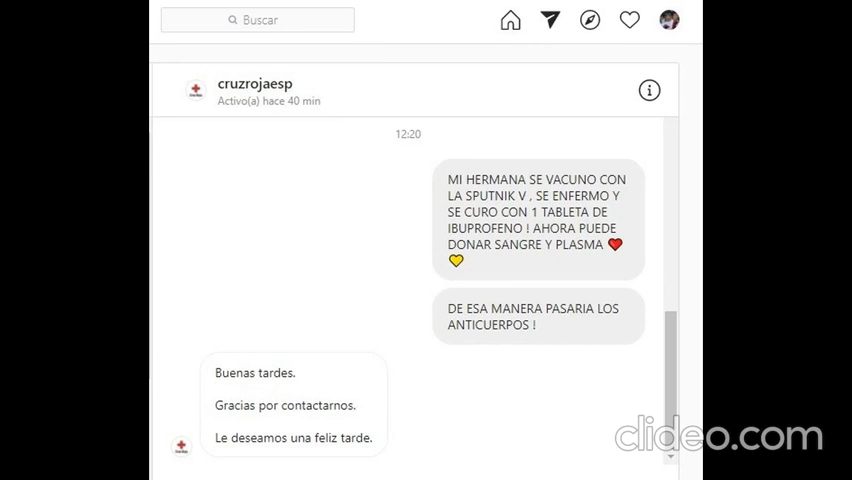 Buscar
cruzrojaesp
Activo(a) hace 40 min
12:20
MI HERMANA SE VACUNO CON
LA SPUTNIK V , SE ENFERMO Y
SE CURO CON 1 TABLETA DE
IBUPROFENO ! AHORA PUEDE
DONAR SANGRE Y PLASMA ❤️
💛
DE ESA MANERA PASARIA LOS
ANTICUERPOS !
Buenas tardes.
Gracias por contactarnos.
Le deseamos una feliz tarde.
clideo.com